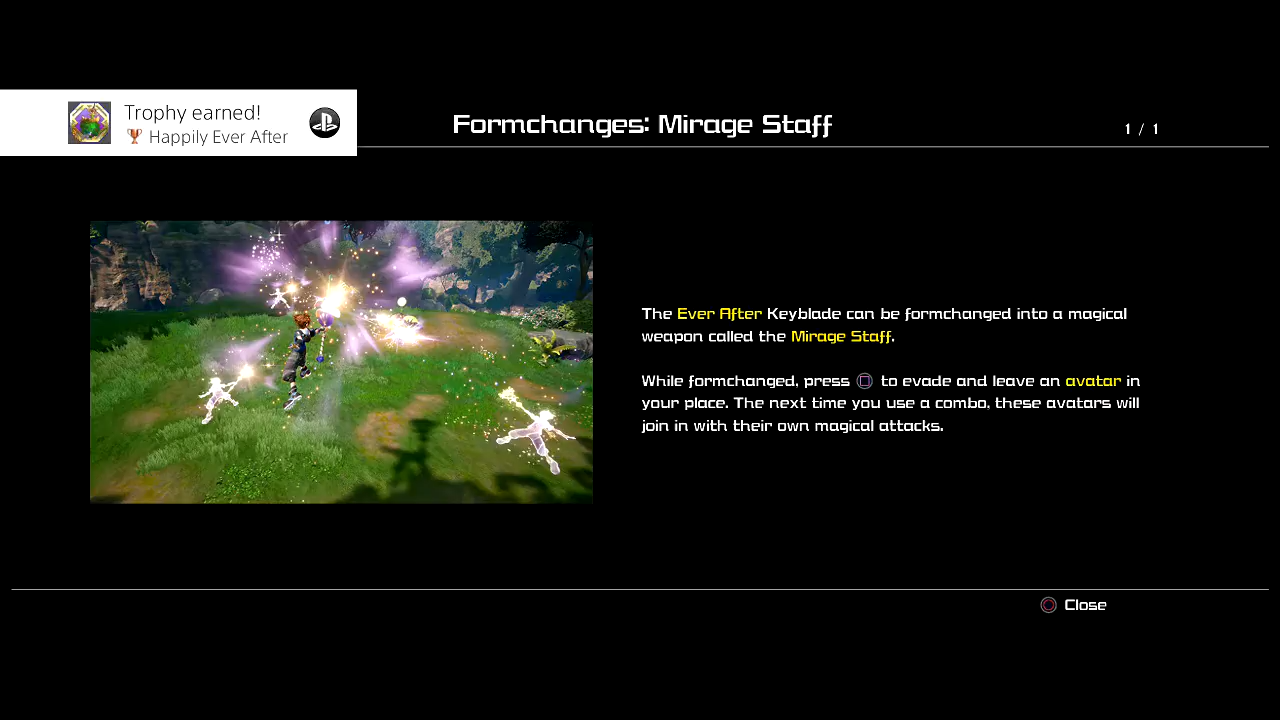 Trophy earned!
Happily Ever After
Formchanges: Mirage Staff
1 / 1
The Ever After Keyblade can be formchanged into a magical
weapon called the Mirage Staff.
While formchanged, press to evade and leave an avatar in
your place. The next time you use a combo, these avatars will
join in with their own magical attacks.
Close